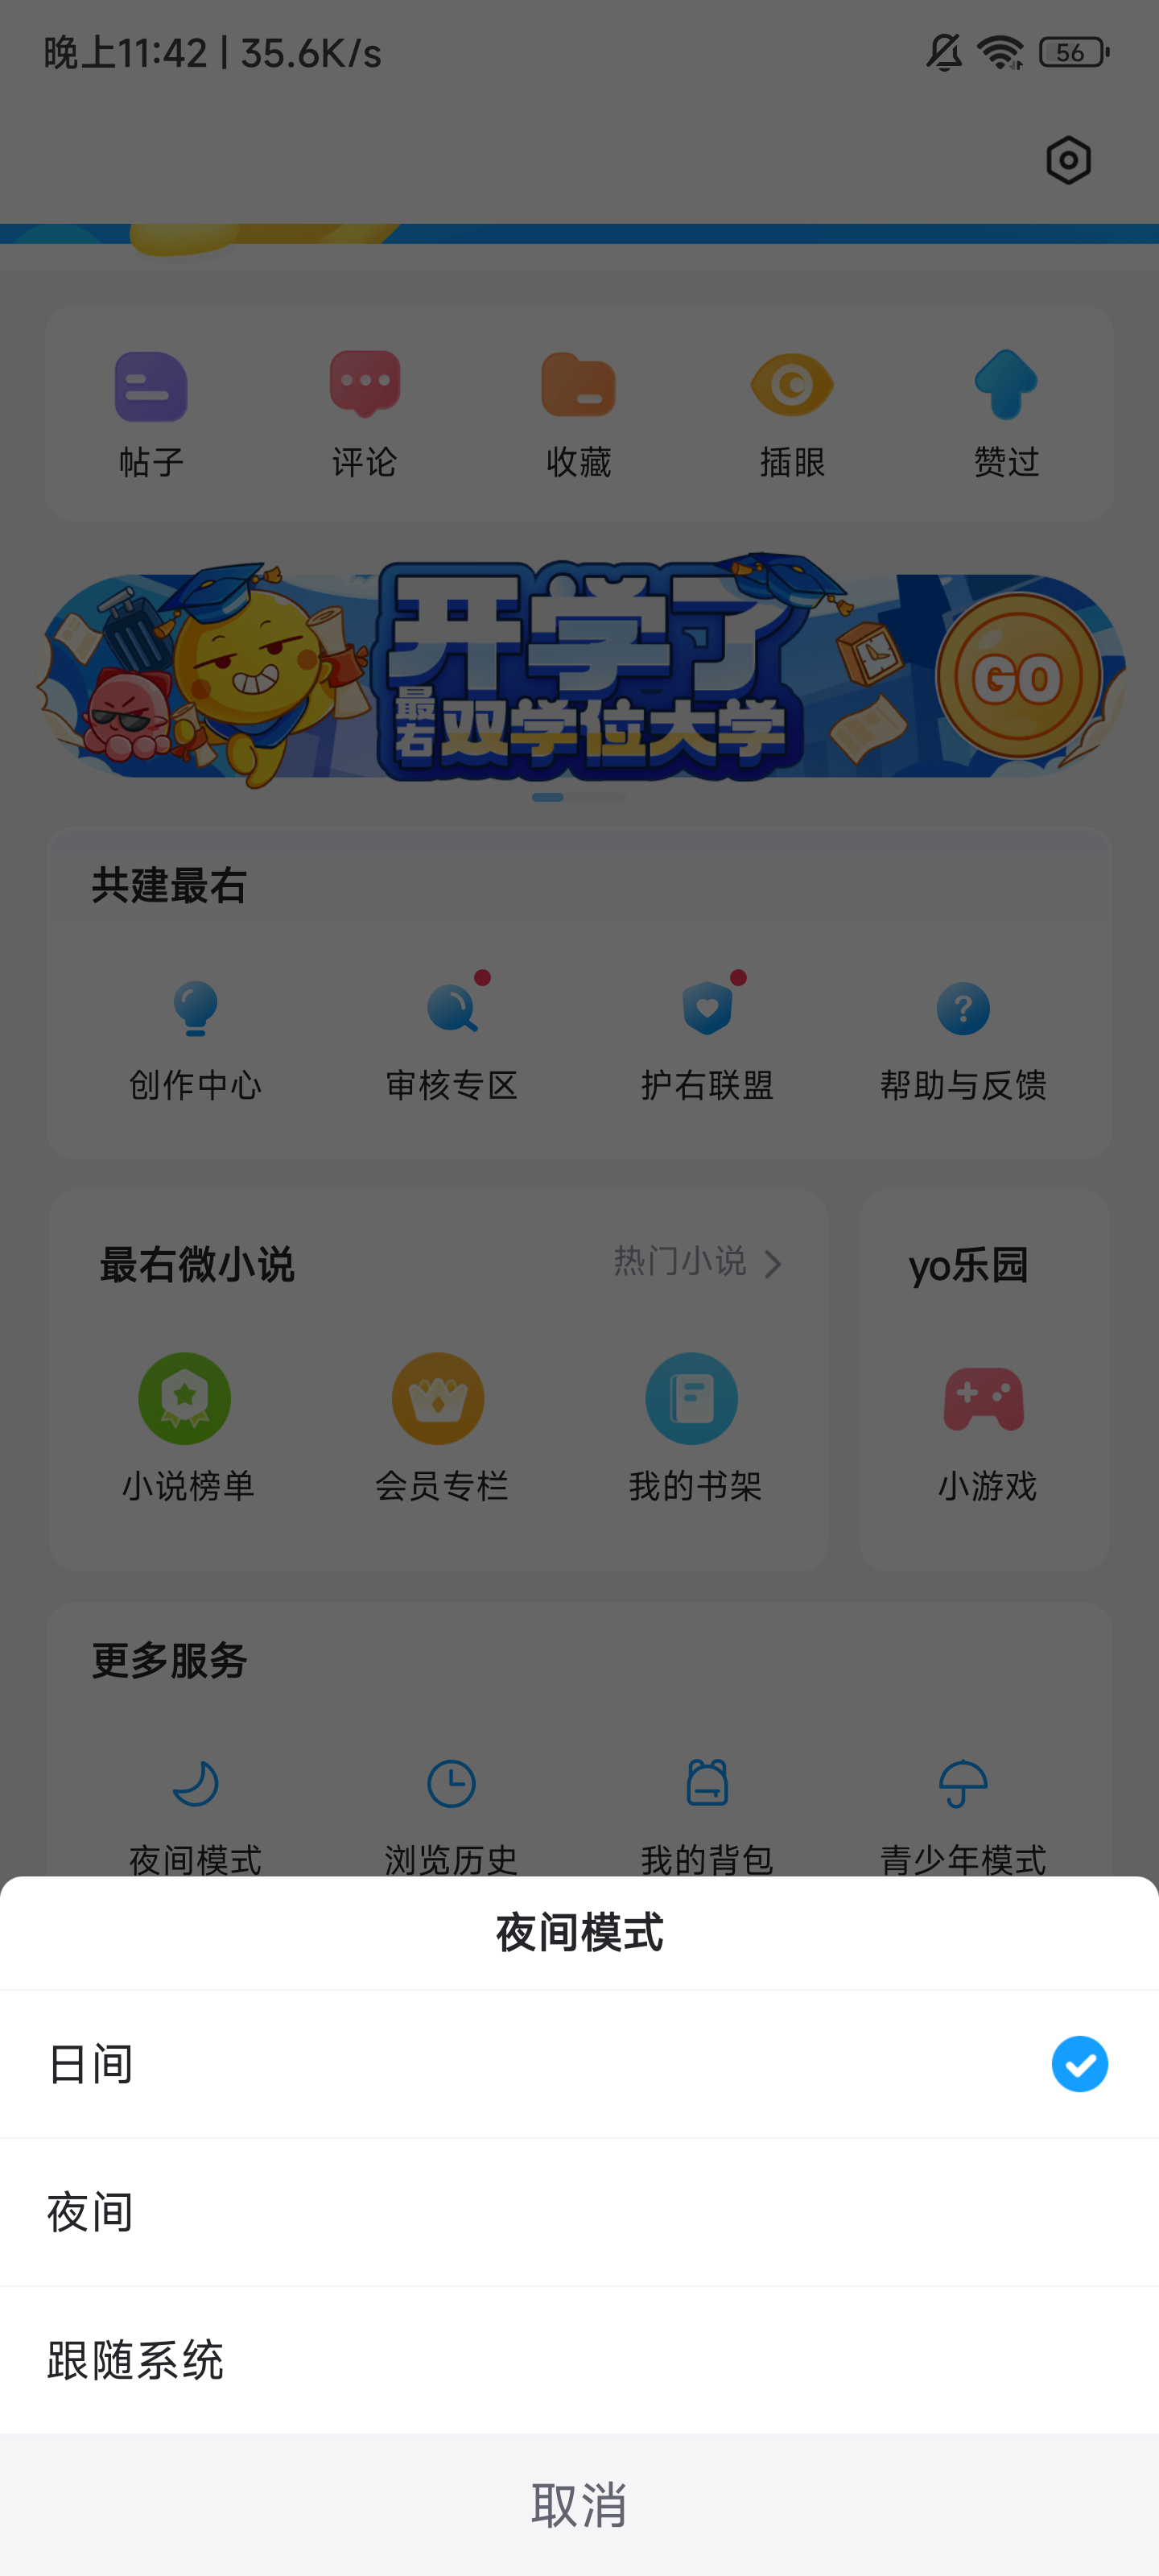 晚上11:42 | 35.6K/s
56
帖子 评论 收藏 插眼 赞过
开学了
最右 双学位大学
GO
共建最右
创作中心 审核专区 护右联盟 帮助与反馈
最右微小说 热门小说
yo乐园
小说榜单 会员专栏 我的书架
小游戏
更多服务
夜间模式 浏览历史 我的背包 青少年模式
夜间模式
日间
夜间
跟随系统
取消